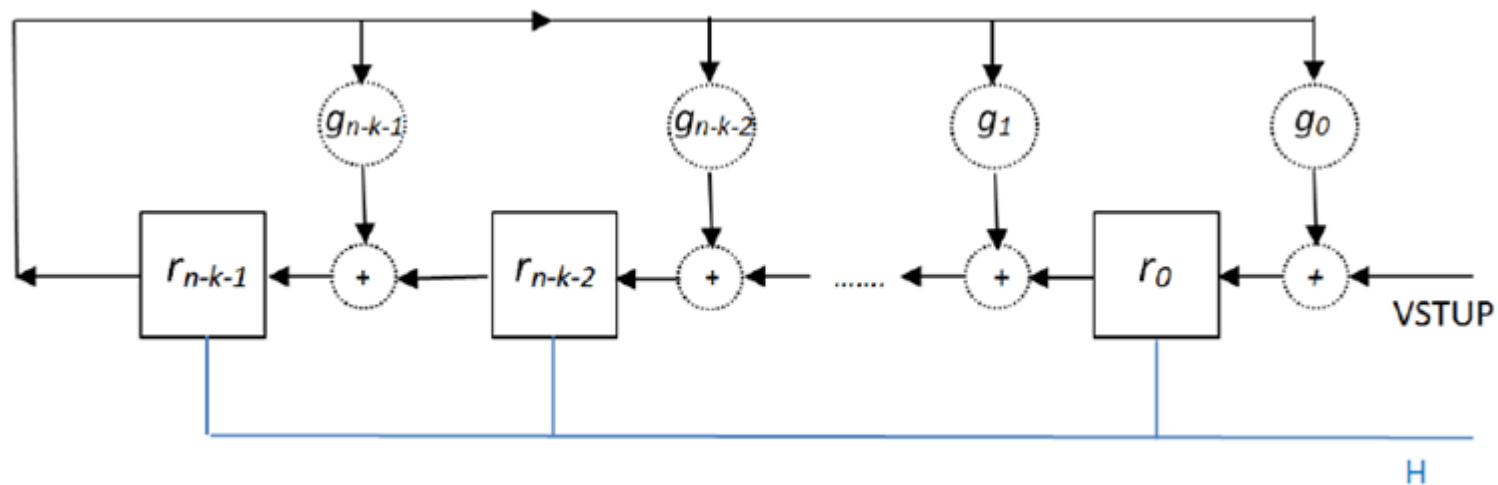 gn-k-1 gn-k-2 g1 g0
rn-k-1 + rn-k-2 + ....... + r0 +
VSTUP
H